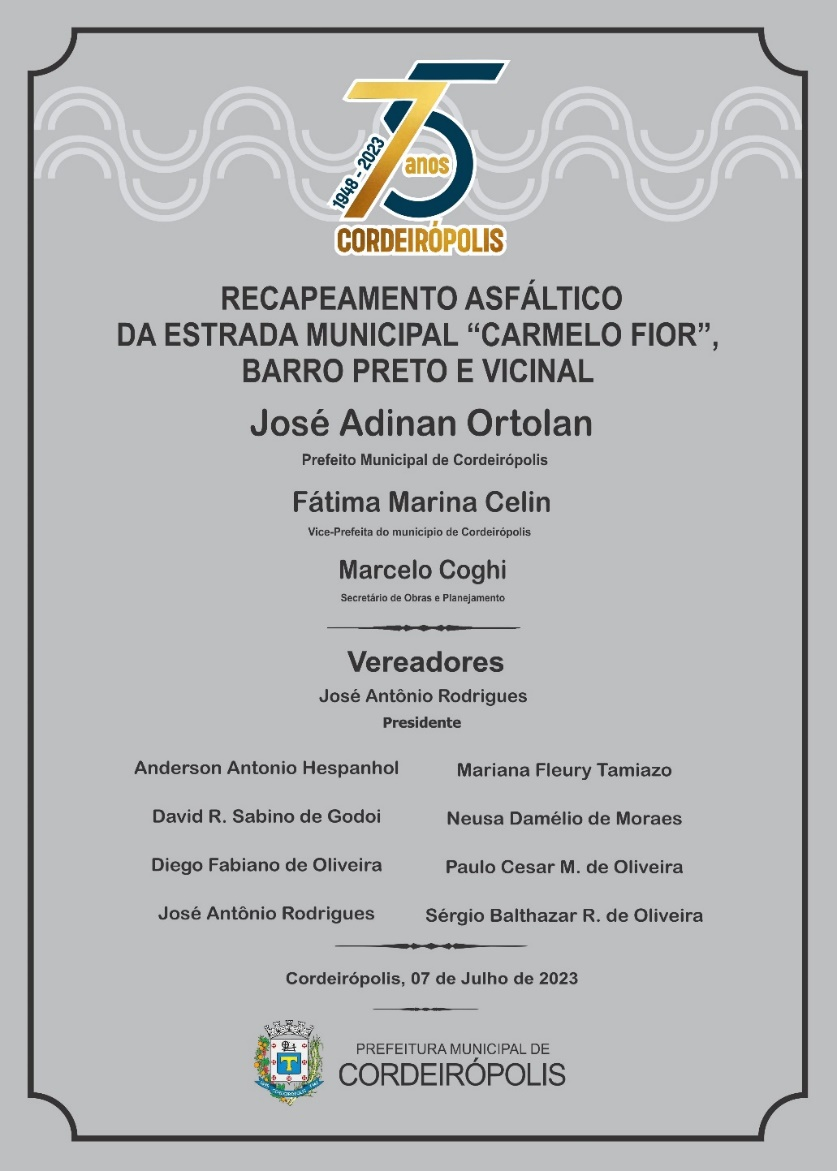 1948 - 2023
75
anos
CORDEIRÓPOLIS
RECAPEAMENTO ASFÁLTICO
DA ESTRADA MUNICIPAL “CARMELO FIOR”,
BARRO PRETO E VICINAL
José Adinan Ortolan
Prefeito Municipal de Cordeirópolis
Fátima Marina Celin
Vice-Prefeita do município de Cordeirópolis
Marcelo Coghi
Secretário de Obras e Planejamento
Vereadores
José Antônio Rodrigues
Presidente
Anderson Antonio Hespanhol
Mariana Fleury Tamiazo
David R. Sabino de Godoi
Neusa Damélio de Moraes
Diego Fabiano de Oliveira
Paulo Cesar M. de Oliveira
José Antônio Rodrigues
Sérgio Balthazar R. de Oliveira
Cordeirópolis, 07 de Julho de 2023
PREFEITURA MUNICIPAL DE
CORDEIRÓPOLIS